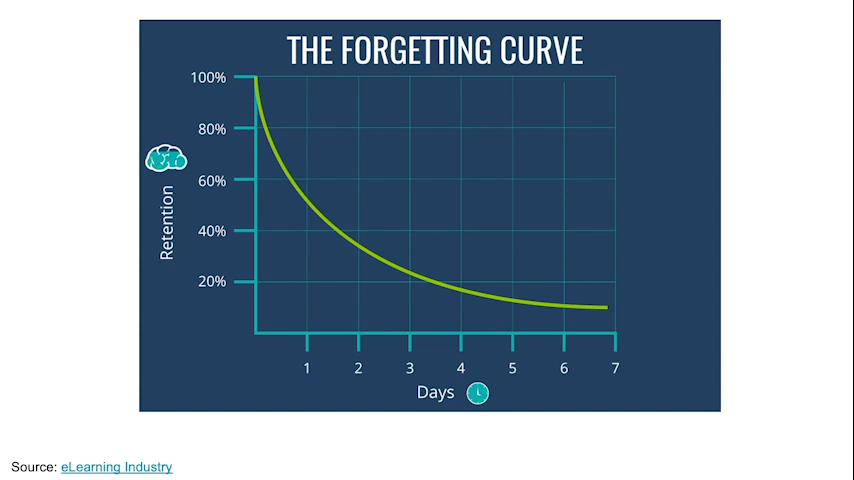 THE FORGETTING CURVE
100%
80%
60%
40%
20%
Retention
1 2 3 4 5 6 7
Days
Source: eLearning Industry